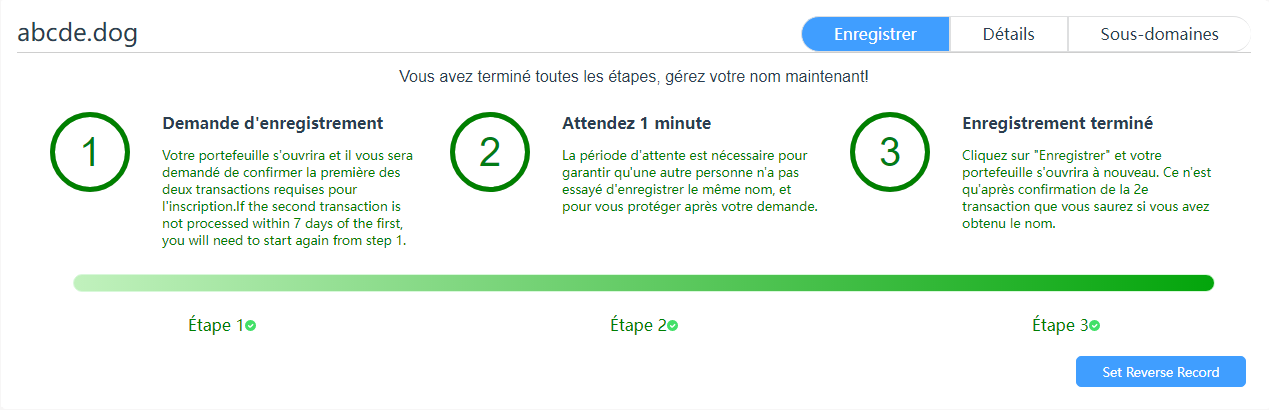 abcde.dog
Enregistrer
Détails
Sous-domaines
Vous avez terminé toutes les étapes, gérez votre nom maintenant!
1
Demande d'enregistrement
Votre portefeuille s'ouvrira et il vous sera
demandé de confirmer la première des
deux transactions requises pour
l'inscription.If the second transaction is
not processed within 7 days of the first,
you will need to start again from step 1.
2
Attendez 1 minute
La période d'attente est nécessaire pour
garantir qu'une autre personne n'a pas
essayé d'enregistrer le même nom, et
pour vous protéger après votre demande.
3
Enregistrement terminé
Cliquez sur "Enregistrer" et votre
portefeuille s'ouvrira à nouveau. Ce n'est
qu'après confirmation de la 2e
transaction que vous saurez si vous avez
obtenu le nom.
Étape 1
Étape 2
Étape 3
Set Reverse Record